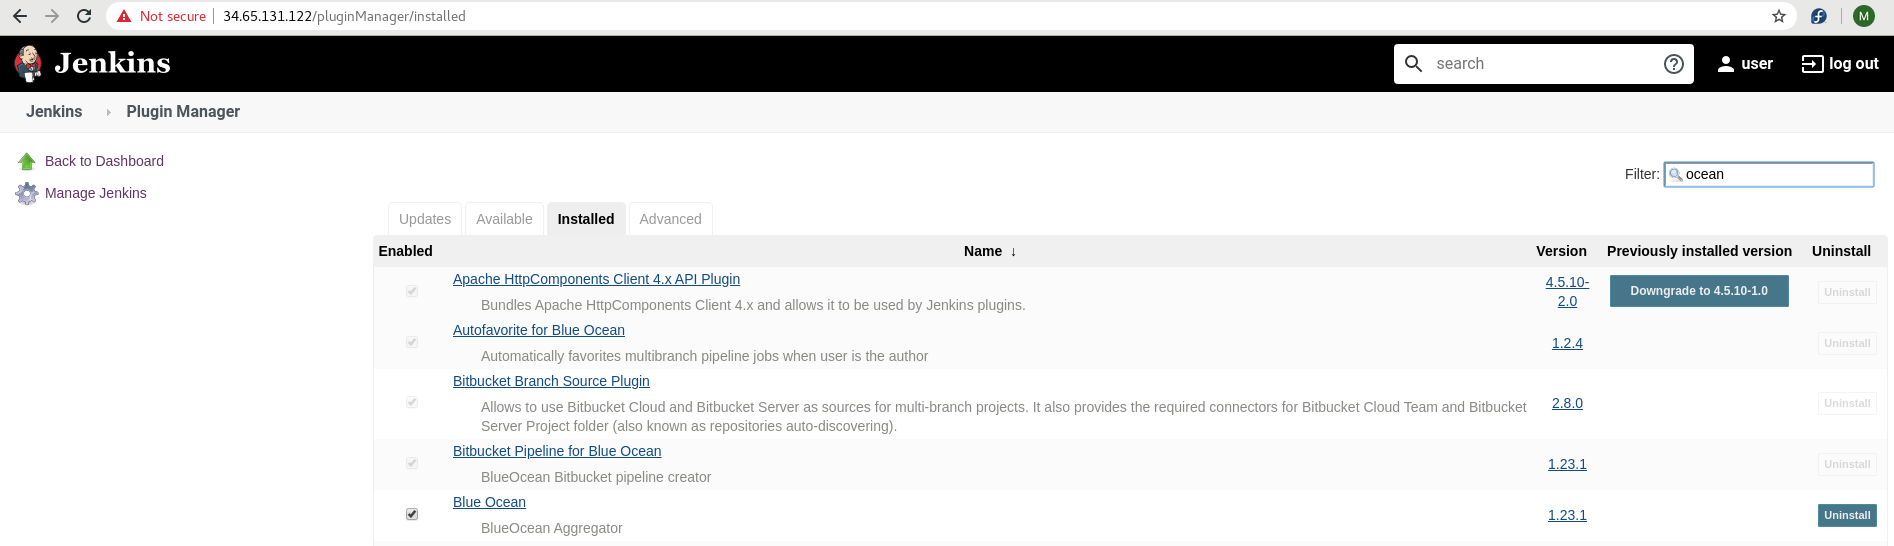 Not secure 34.65.131.122/pluginManager/installed M
Jenkins search user log out
Jenkins Plugin Manager
Back to Dashboard
Manage Jenkins
Filter: ocean
Updates Available Installed Advanced
Enabled Name ↓ Version Previously installed version Uninstall
Apache HttpComponents Client 4.x API Plugin
Bundles Apache HttpComponents Client 4.x and allows it to be used by Jenkins plugins.
4.5.10-
2.0
Downgrade to 4.5.10-1.0
Uninstall
Autofavorite for Blue Ocean
Automatically favorites multibranch pipeline jobs when user is the author
1.2.4
Uninstall
Bitbucket Branch Source Plugin
Allows to use Bitbucket Cloud and Bitbucket Server as sources for multi-branch projects. It also provides the required connectors for Bitbucket Cloud Team and Bitbucket
Server Project folder (also known as repositories auto-discovering).
2.8.0
Uninstall
Bitbucket Pipeline for Blue Ocean
BlueOcean Bitbucket pipeline creator
1.23.1
Uninstall
Blue Ocean
BlueOcean Aggregator
1.23.1
Uninstall